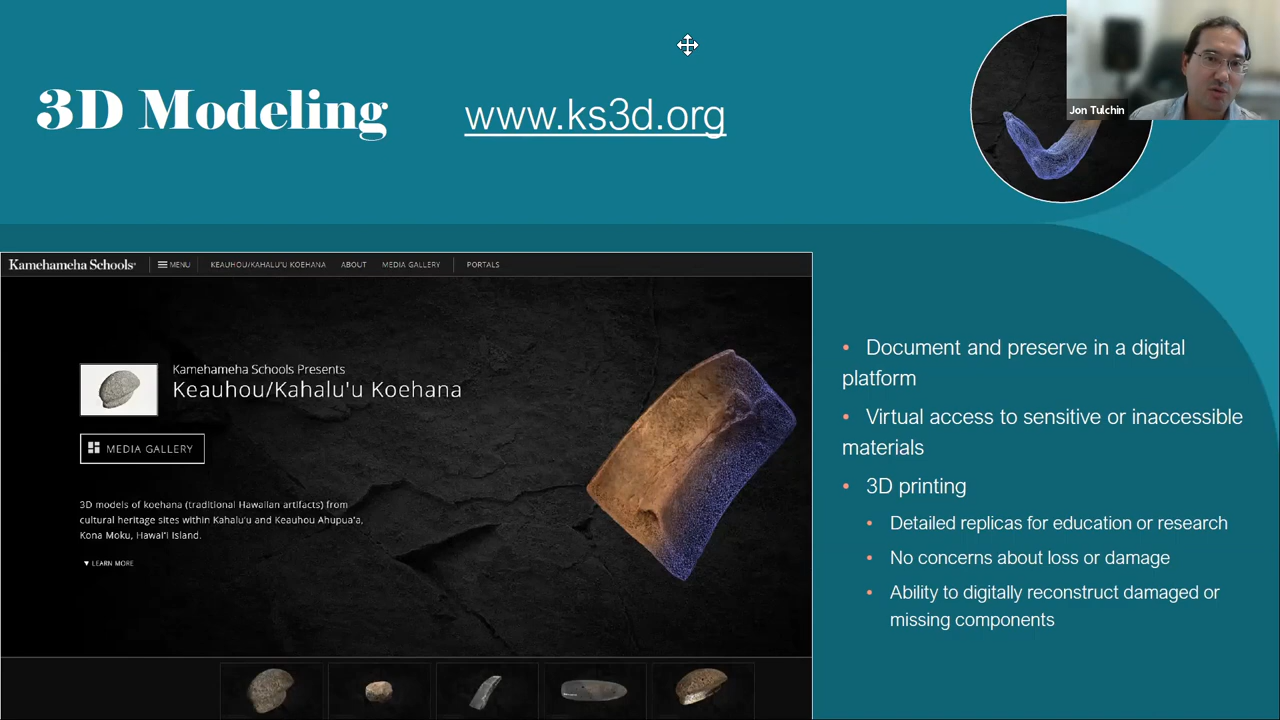 3D Modeling
www.ks3d.org
Jon Tulchin
Kamehameha Schools®
MENU
KEAUHOU/KAHALU'U KOEHANA
ABOUT
MEDIA GALLERY
PORTALS
Kamehameha Schools Presents
Keauhou/Kahalu'u Koehana
MEDIA GALLERY
3D models of koehana (traditional Hawaiian artifacts) from
cultural heritage sites within Kahalu'u and Keauhou Ahupua'a,
Kona Moku, Hawai'i Island.
▼ LEARN MORE
• Document and preserve in a digital
platform
• Virtual access to sensitive or inaccessible
materials
• 3D printing
• Detailed replicas for education or research
• No concerns about loss or damage
• Ability to digitally reconstruct damaged or
missing components